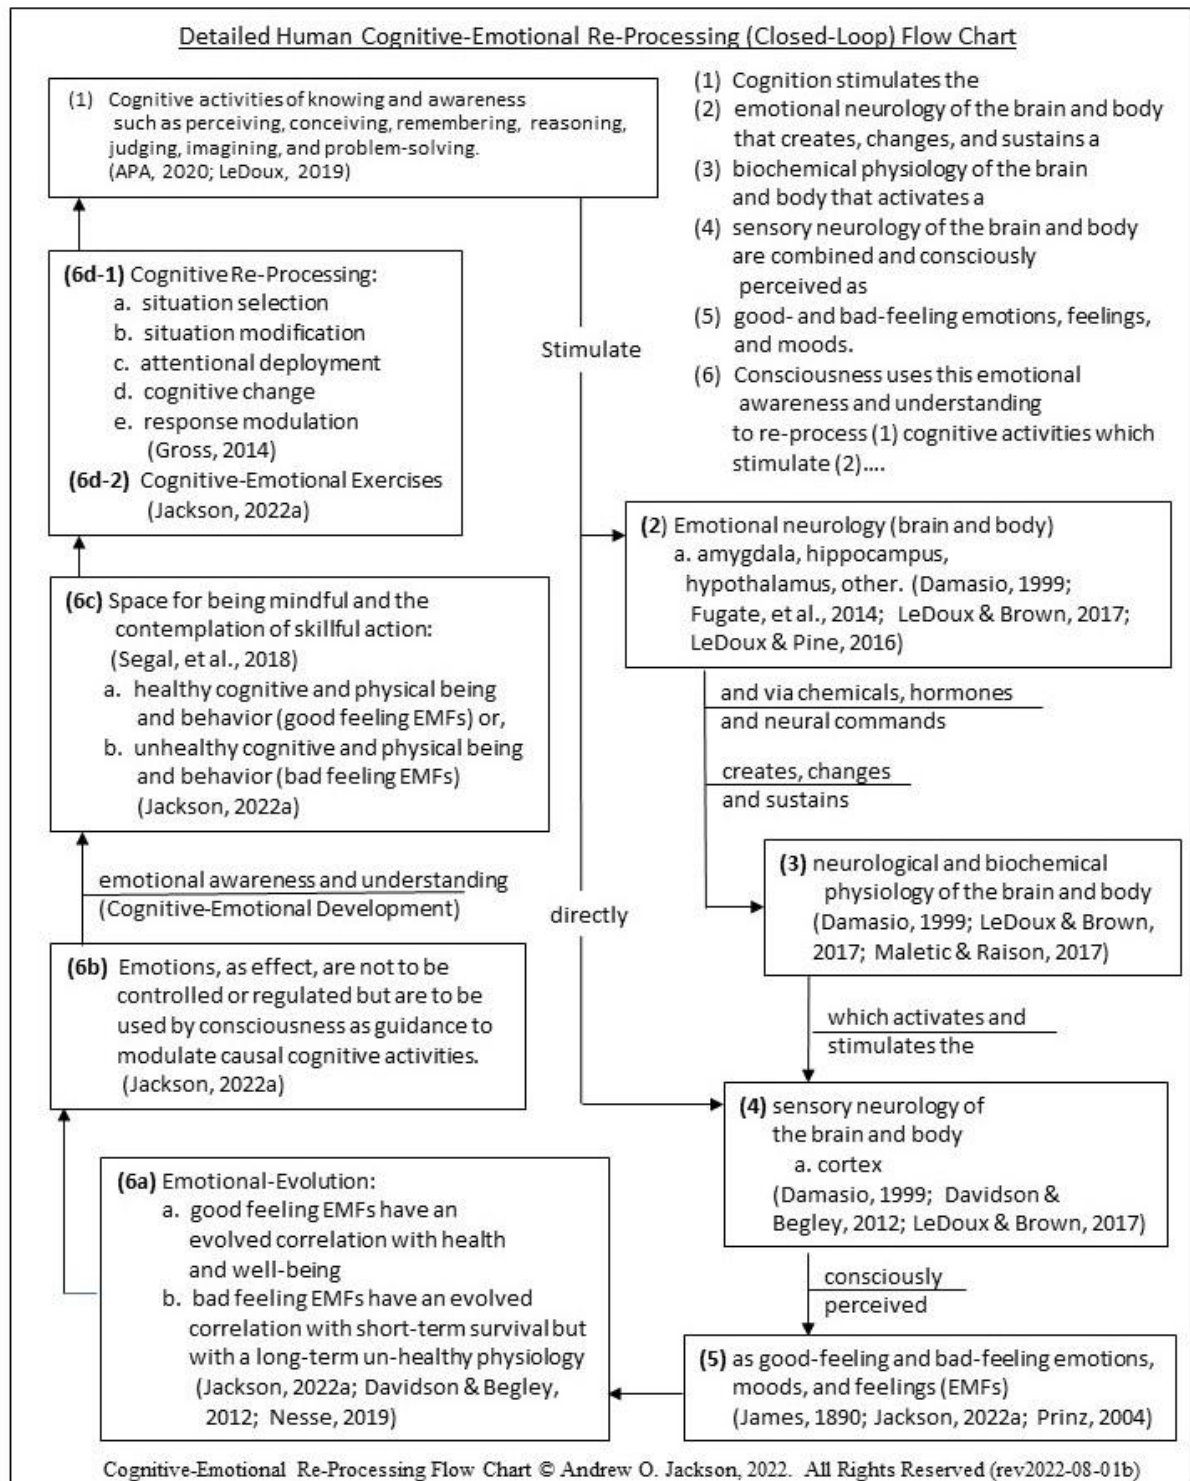 Detailed Human Cognitive-Emotional Re-Processing (Closed-Loop) Flow Chart
(1) Cognitive activities of knowing and awareness
such as perceiving, conceiving, remembering, reasoning,
judging, imagining, and problem-solving.
(APA, 2020; LeDoux, 2019)
(1) Cognition stimulates the
(2) emotional neurology of the brain and body
that creates, changes, and sustains a
(3) biochemical physiology of the brain
and body that activates a
(4) sensory neurology of the brain and body
are combined and consciously
perceived as
(5) good- and bad-feeling emotions, feelings,
and moods.
(6) Consciousness uses this emotional
awareness and understanding
to re-process (1) cognitive activities which
stimulate (2)....
(6d-1) Cognitive Re-Processing:
a. situation selection
b. situation modification
c. attentional deployment
d. cognitive change
e. response modulation
(Gross, 2014)
(6d-2) Cognitive-Emotional Exercises
(Jackson, 2022a)
Stimulate
(2) Emotional neurology (brain and body)
a. amygdala, hippocampus,
hypothalamus, other. (Damasio, 1999;
Fugate, et al., 2014; LeDoux & Brown, 2017;
LeDoux & Pine, 2016)
and via chemicals, hormones
and neural commands
creates, changes
and sustains
(6c) Space for being mindful and the
contemplation of skillful action:
(Segal, et al., 2018)
a. healthy cognitive and physical being
and behavior (good feeling EMFs) or,
b. unhealthy cognitive and physical being
and behavior (bad feeling EMFs)
(Jackson, 2022a)
(3) neurological and biochemical
physiology of the brain and body
(Damasio, 1999; LeDoux & Brown,
2017; Maletic & Raison, 2017)
emotional awareness and understanding
(Cognitive-Emotional Development)
directly
(6b) Emotions, as effect, are not to be
controlled or regulated but are to be
used by consciousness as guidance to
modulate causal cognitive activities.
(Jackson, 2022a)
which activates and
stimulates the
(4) sensory neurology of
the brain and body
a. cortex
(Damasio, 1999; Davidson &
Begley, 2012; LeDoux & Brown, 2017)
(6a) Emotional-Evolution:
a. good feeling EMFs have an
evolved correlation with health
and well-being
b. bad feeling EMFs have an evolved
correlation with short-term survival but
with a long-term un-healthy physiology
(Jackson, 2022a; Davidson & Begley,
2012; Nesse, 2019)
consciously
perceived
(5) as good-feeling and bad-feeling emotions,
moods, and feelings (EMFs)
(James, 1890; Jackson, 2022a; Prinz, 2004)
Cognitive-Emotional Re-Processing Flow Chart © Andrew O. Jackson, 2022. All Rights Reserved (rev2022-08-01b)